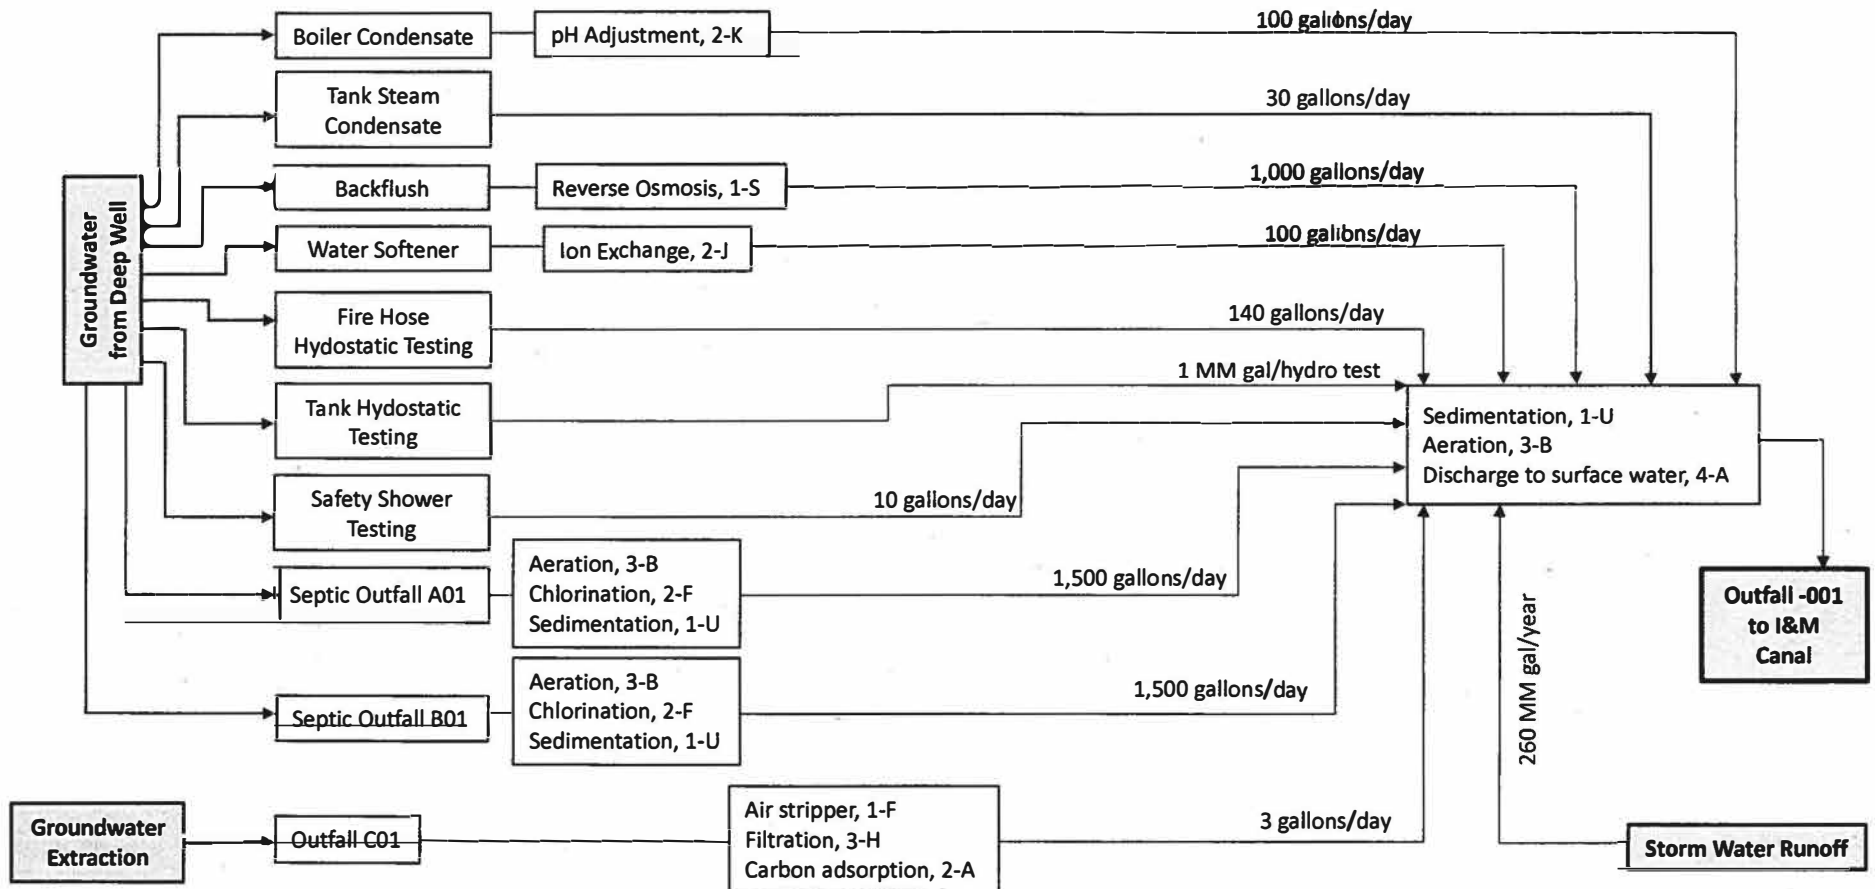 Boiler Condensate
pH Adjustment, 2-K
100 gallons/day
Tank Steam
Condensate
30 gallons/day
Groundwater
from Deep Well
Backflush
Reverse Osmosis, 1-S
1,000 gallons/day
Water Softener
Ion Exchange, 2-J
100 gallons/day
Fire Hose
Hydostatic Testing
140 gallons/day
Tank Hydostatic
Testing
1 MM gal/hydro test
Safety Shower
Testing
10 gallons/day
Sedimentation, 1-U
Aeration, 3-B
Discharge to surface water, 4-A
Septic Outfall A01
Aeration, 3-B
Chlorination, 2-F
Sedimentation, 1-U
1,500 gallons/day
Septic Outfall B01
Aeration, 3-B
Chlorination, 2-F
Sedimentation, 1-U
1,500 gallons/day
260 MM gal/year
Outfall -001
to I&M
Canal
Groundwater
Extraction
Outfall C01
Air stripper, 1-F
Filtration, 3-H
Carbon adsorption, 2-A
3 gallons/day
Storm Water Runoff